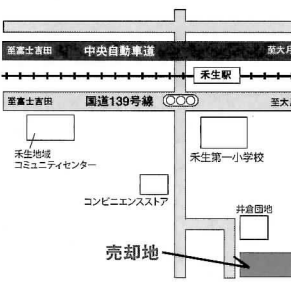 至富士吉田 中央自動車道 至大月
禾生駅
至富士吉田 国道139号線 至大月
禾生地域
コミュニティセンター
禾生第一小学校
コンビニエンスストア
井倉団地
売却地